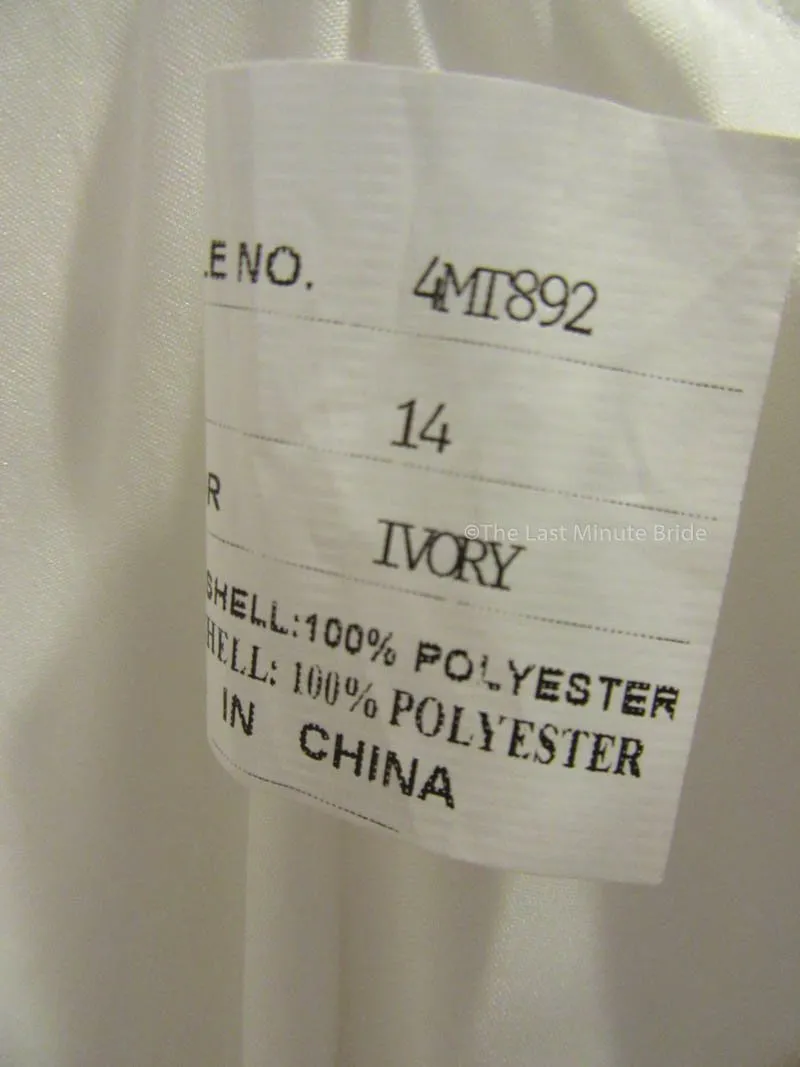 .E NO. 4MT892
14
R IVORY
©The Last Minute Bride
SHELL:100% POLYESTER
HELL: 100% POLYESTER
IN CHINA